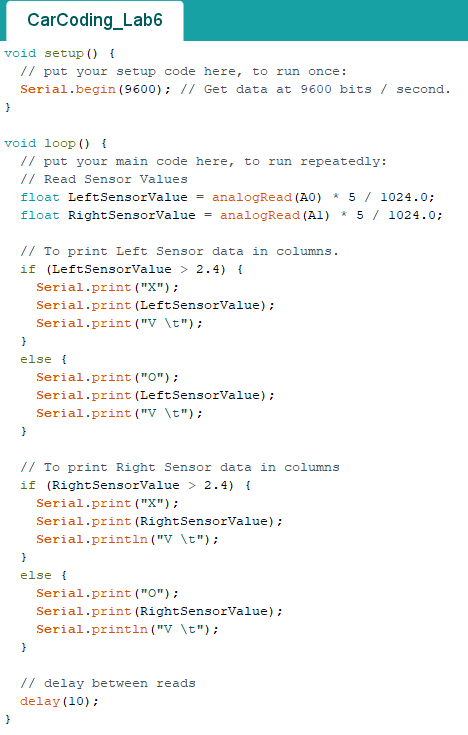 CarCoding_Lab6
void setup() {
  // put your setup code here, to run once:
  Serial.begin(9600); // Get data at 9600 bits / second.
}

void loop() {
  // put your main code here, to run repeatedly:
  // Read Sensor Values
  float LeftSensorValue = analogRead(A0) * 5 / 1024.0;
  float RightSensorValue = analogRead(A1) * 5 / 1024.0;

  // To print Left Sensor data in columns.
  if (LeftSensorValue > 2.4) {
    Serial.print("X");
    Serial.print(LeftSensorValue);
    Serial.print("V \t");
  }
  else {
    Serial.print("O");
    Serial.print(LeftSensorValue);
    Serial.print("V \t");
  }

  // To print Right Sensor data in columns
  if (RightSensorValue > 2.4) {
    Serial.print("X");
    Serial.print(RightSensorValue);
    Serial.println("V \t");
  }
  else {
    Serial.print("O");
    Serial.print(RightSensorValue);
    Serial.println("V \t");
  }

  // delay between reads
  delay(10);
}